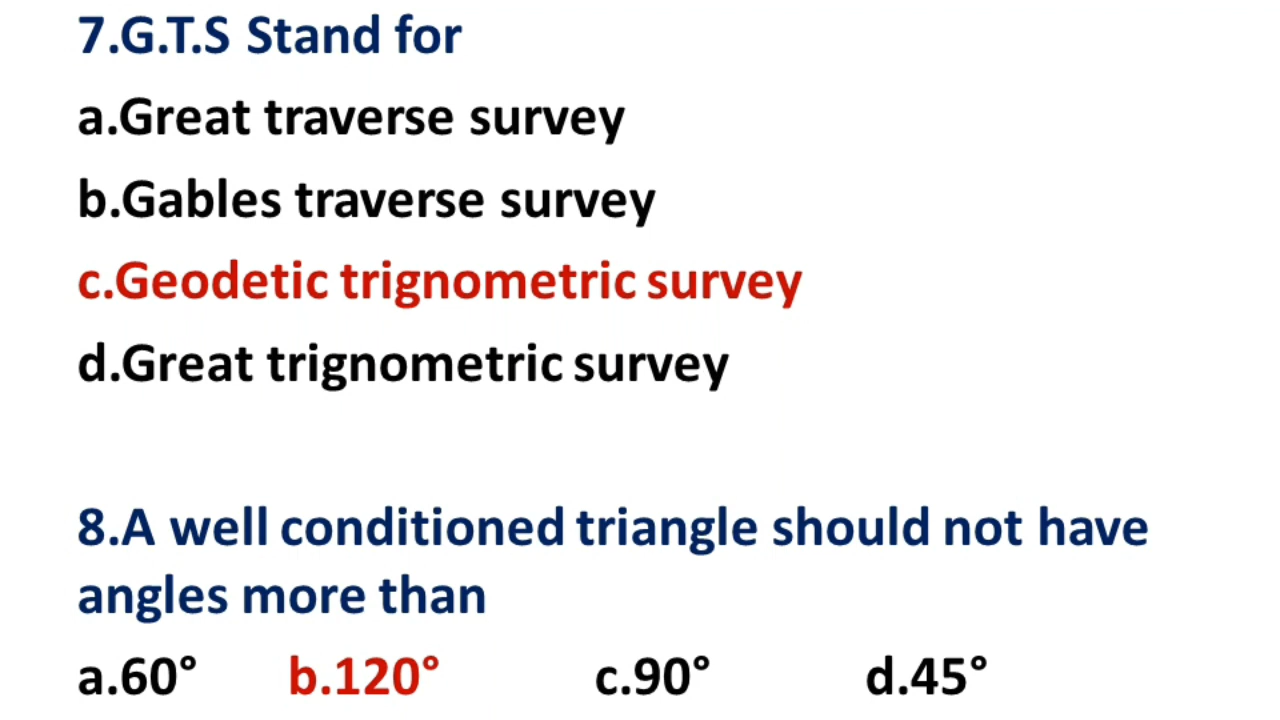 7.G.T.S Stand for
a.Great traverse survey
b.Gables traverse survey
c.Geodetic trignometric survey
d.Great trignometric survey
8.A well conditioned triangle should not have
angles more than
a.60° b.120° c.90° d.45°